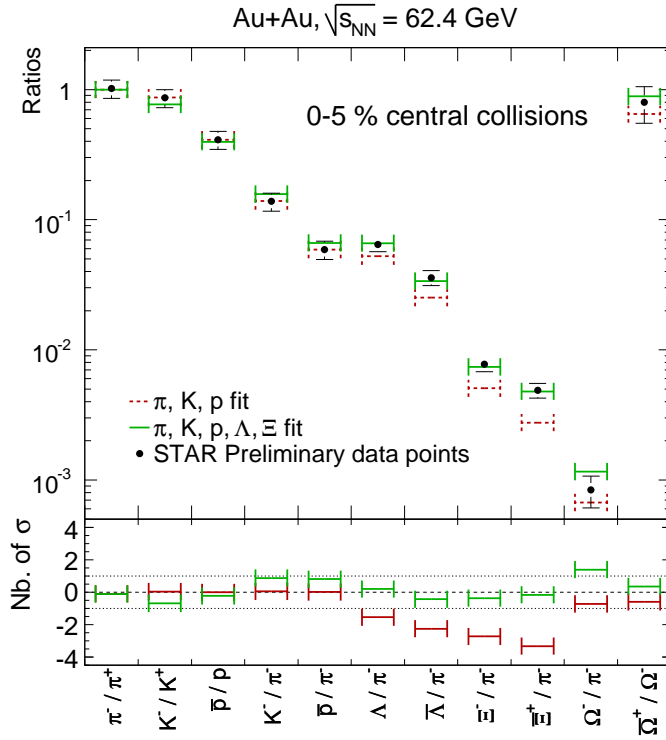 Au+Au, √s_NN = 62.4 GeV
Ratios
0-5 % central collisions
1
10⁻¹
10⁻²
10⁻³
π, K, p fit
π, K, p, Λ, Ξ fit
STAR Preliminary data points
Nb. of σ
4
2
0
-2
-4
π⁻ / π⁺
K⁻ / K⁺
p̅ / p
K⁻ / π⁻
p̅ / π⁻
Λ / π⁻
Λ̅ / π⁻
Ξ⁻ / π⁻
Ξ̅⁺ / π⁻
Ω⁻ / π⁻
Ω̅⁺ / Ω⁻